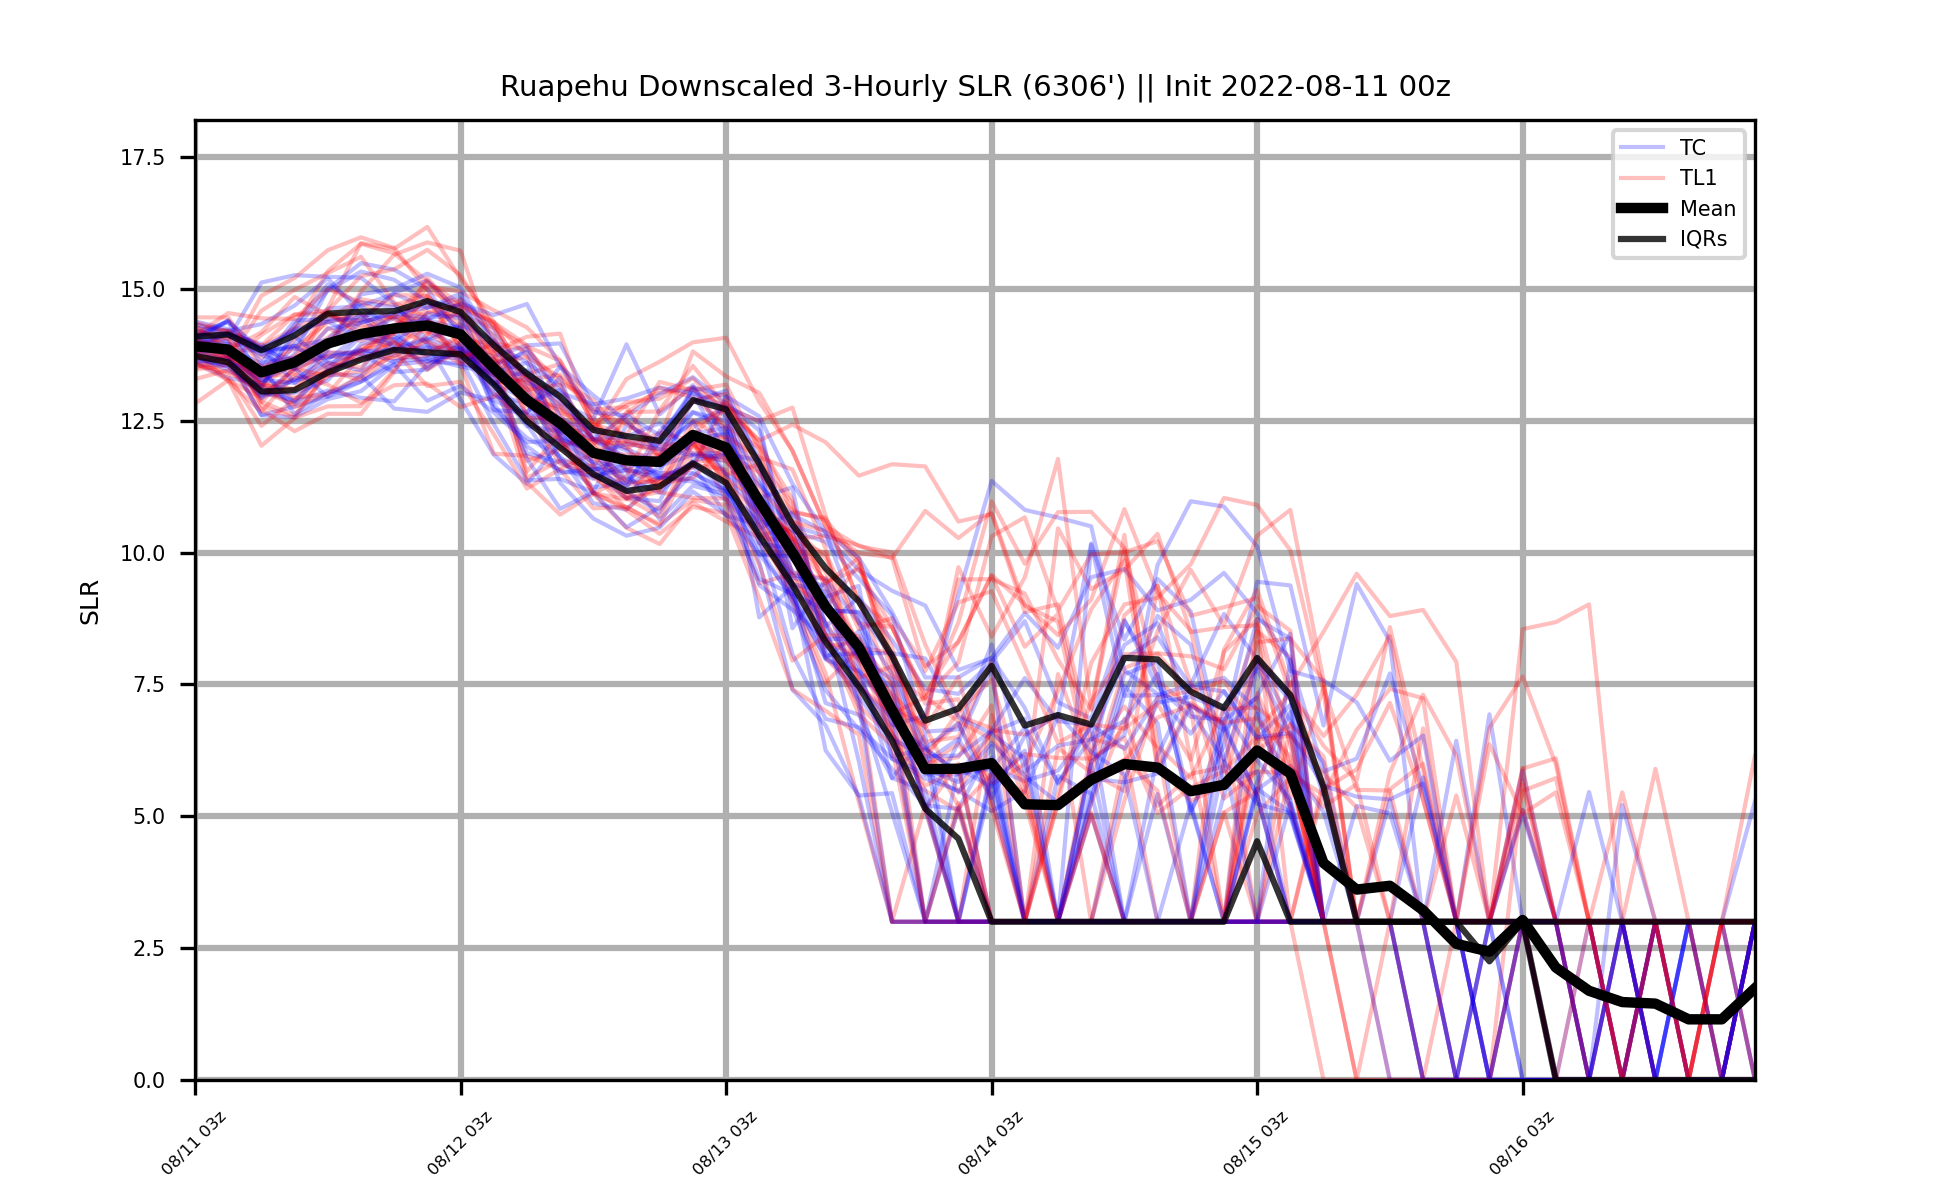 Ruapehu Downscaled 3-Hourly SLR (6306') || Init 2022-08-11 00z
TC
TL1
Mean
IQRs
SLR
17.5
15.0
12.5
10.0
7.5
5.0
2.5
0.0
08/11 03z
08/12 03z
08/13 03z
08/14 03z
08/15 03z
08/16 03z